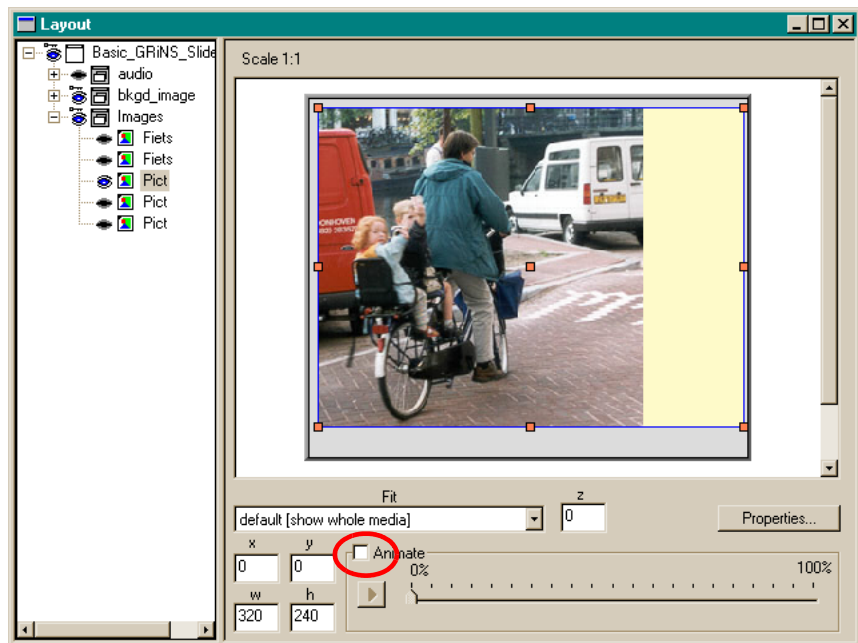 Layout
Basic_GRiNS_Slide
audio
bkgd_image
Images
Fiets
Fiets
Pict
Pict
Pict
Scale 1:1
Fit
z
default [show whole media]
0
Properties...
x
y
Animate
0
0
0%
100%
w
h
320
240